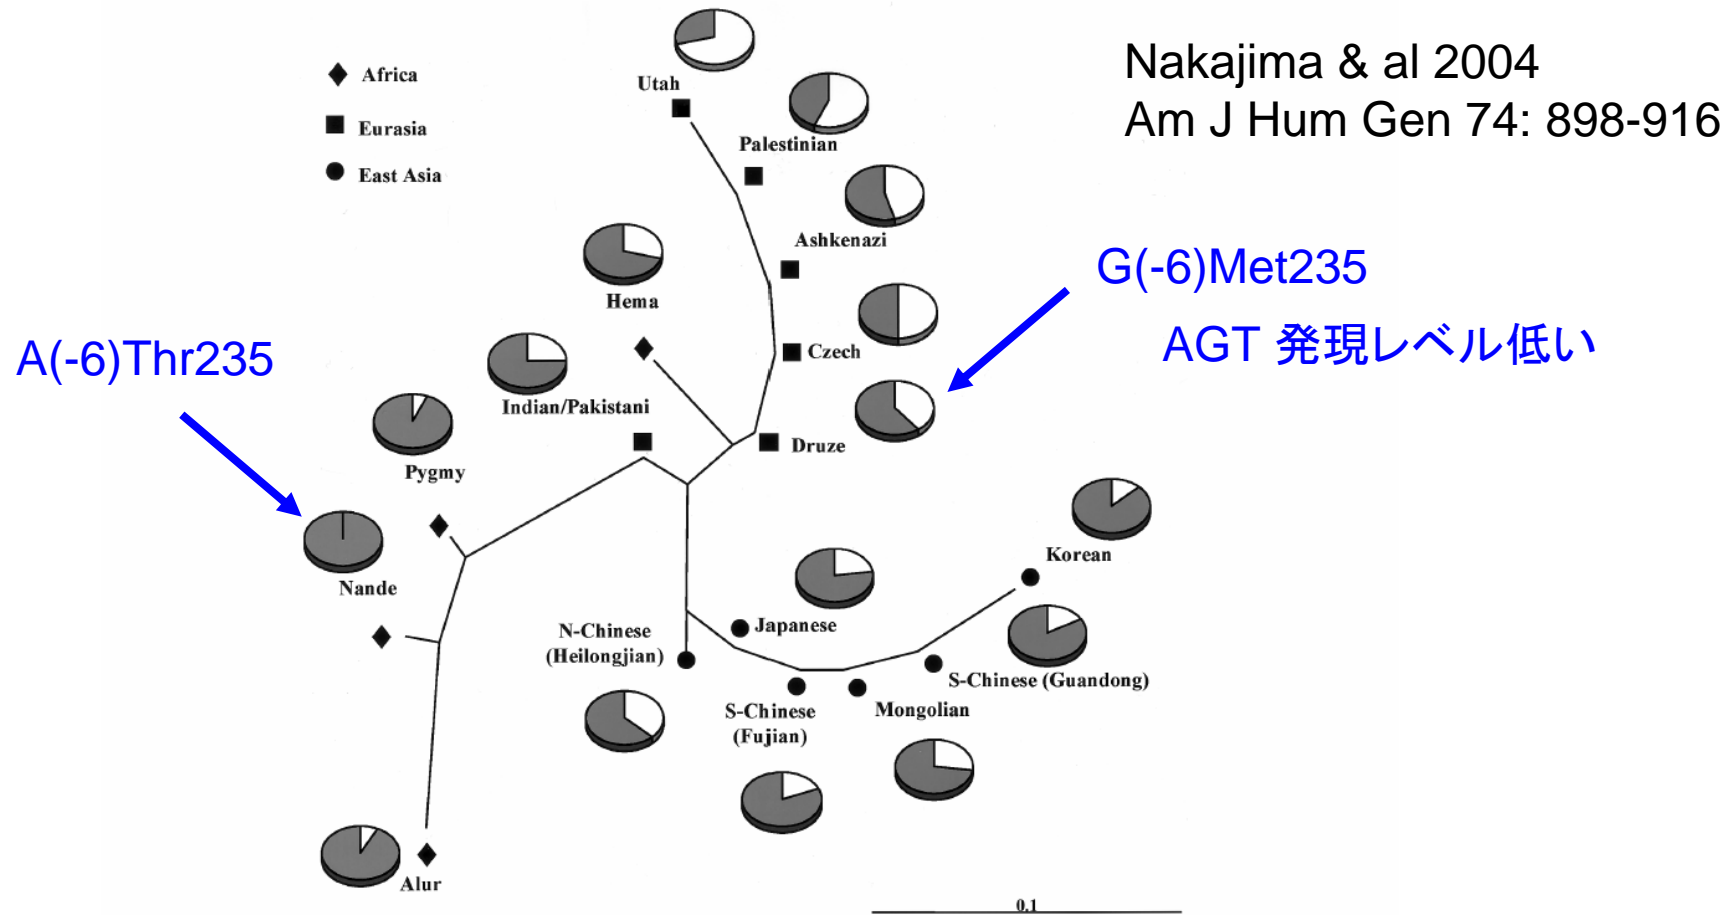 Nakajima & al 2004
Am J Hum Gen 74: 898-916
Africa
Eurasia
East Asia
Utah
Palestinian
Ashkenazi
Hema
G(-6)Met235
AGT 発現レベル低い
Czech
A(-6)Thr235
Indian/Pakistani
Druze
Pygmy
Korean
Nande
Japanese
N-Chinese
(Heilongjian)
S-Chinese (Guandong)
S-Chinese
(Fujian)
Mongolian
Alur
0.1